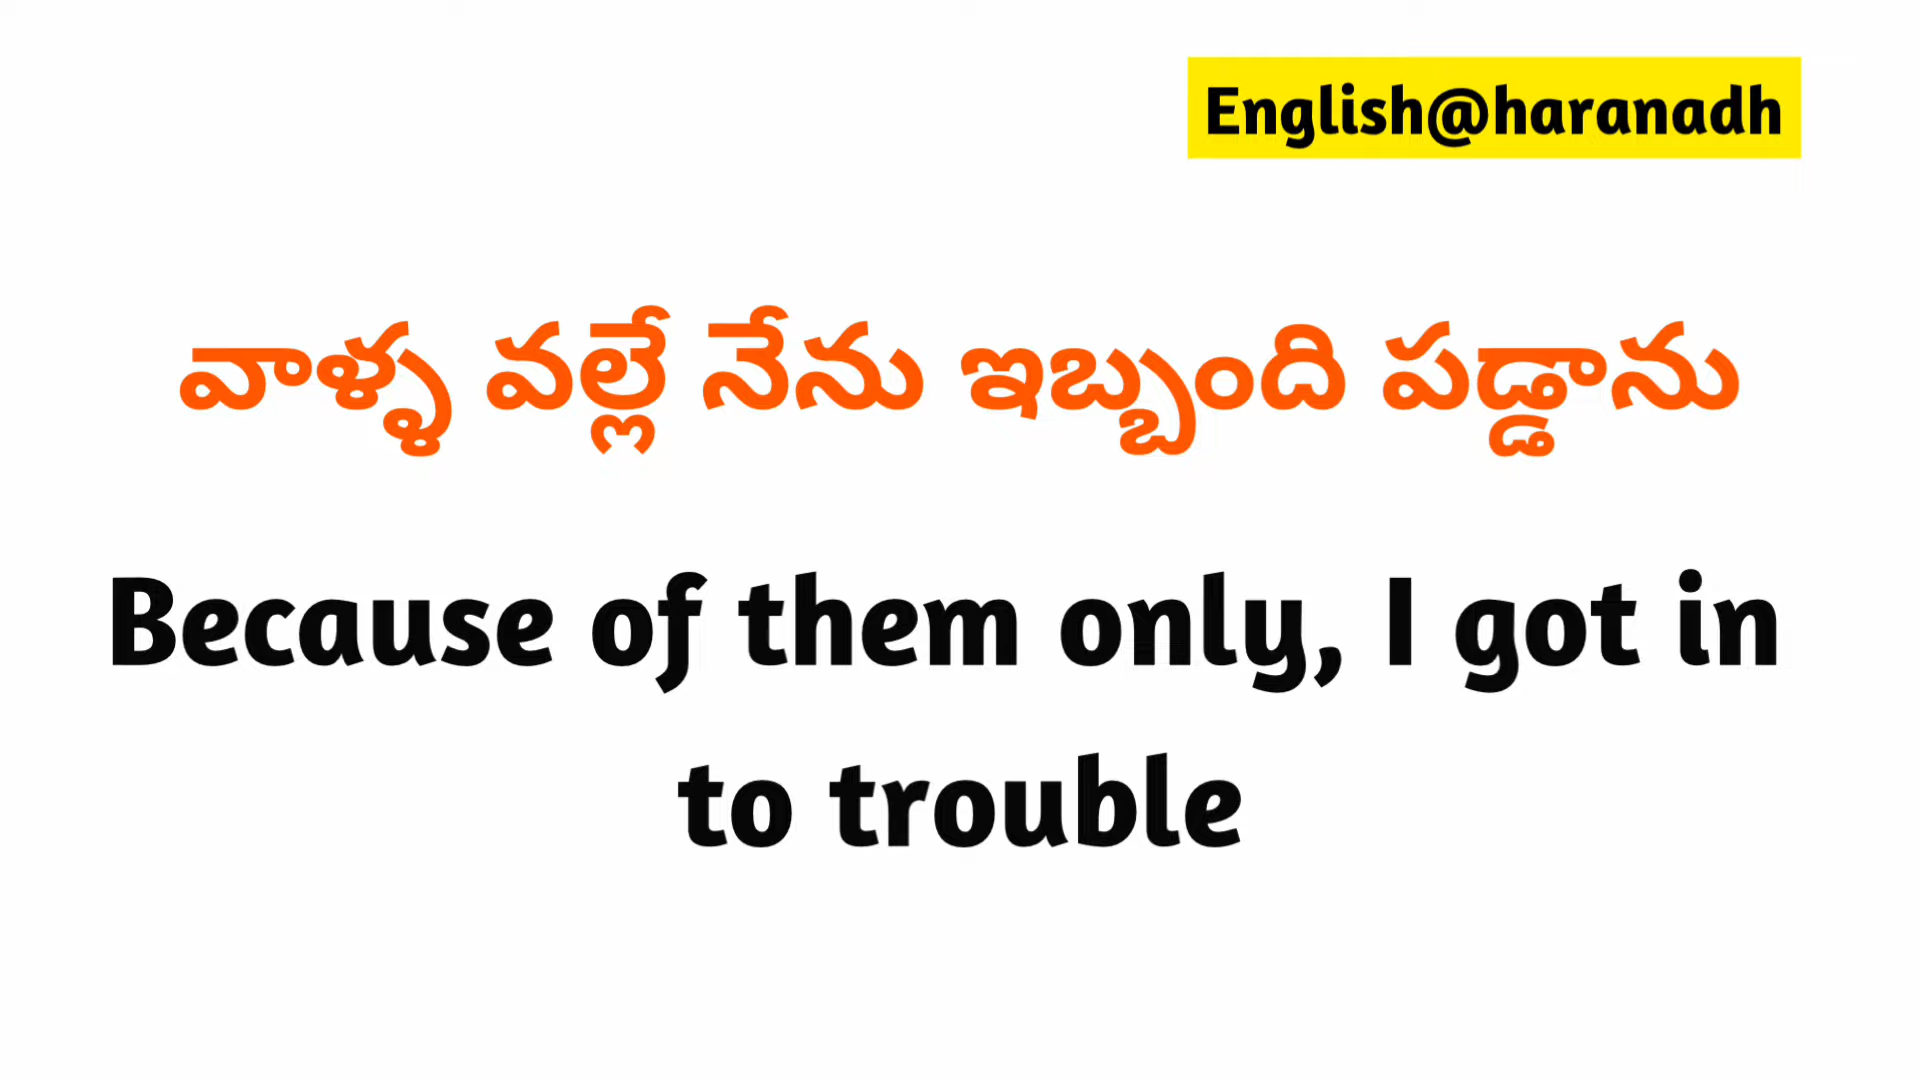 English@haranadh
వాళ్ళ వల్లే నేను ఇబ్బంది పడ్డాను
Because of them only, I got in
to trouble